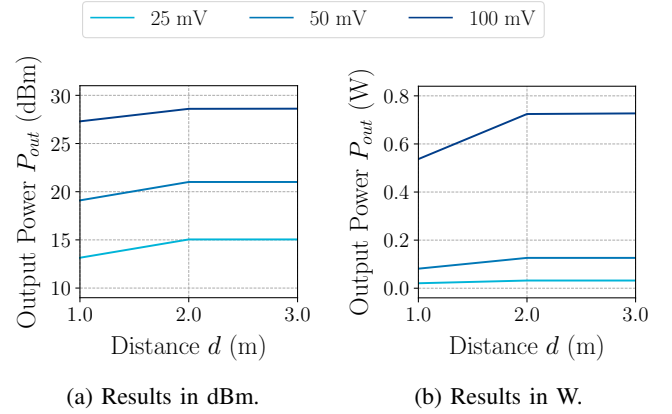 25 mV 50 mV 100 mV
Output Power P_out (dBm)
30
25
20
15
10
1.0 2.0 3.0
Distance d (m)
(a) Results in dBm.
Output Power P_out (W)
0.8
0.6
0.4
0.2
0.0
1.0 2.0 3.0
Distance d (m)
(b) Results in W.